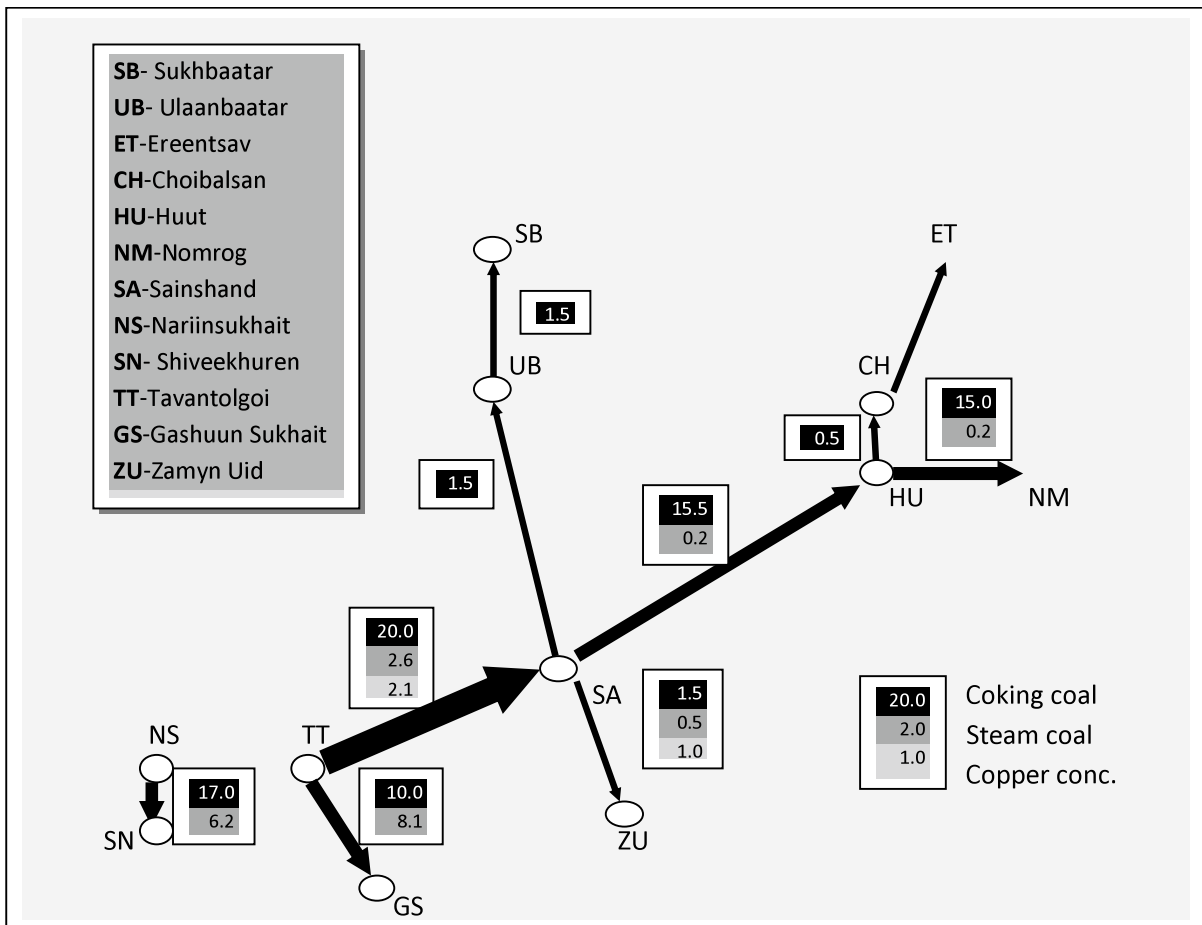 SB- Sukhbaatar
UB- Ulaanbaatar
ET-Ereentsav
CH-Choibalsan
HU-Huut
NM-Nomrog
SA-Sainshand
NS-Nariinsukhait
SN- Shiveekhuren
TT-Tavantolgoi
GS-Gashuun Sukhait
ZU-Zamyn Uid
SB
ET
1.5
UB
CH
15.0
0.2
0.5
1.5
HU
NM
15.5
0.2
20.0
2.6
2.1
SA
1.5
0.5
1.0
20.0
2.0
1.0
Coking coal
Steam coal
Copper conc.
NS
TT
17.0
6.2
10.0
8.1
SN
ZU
GS